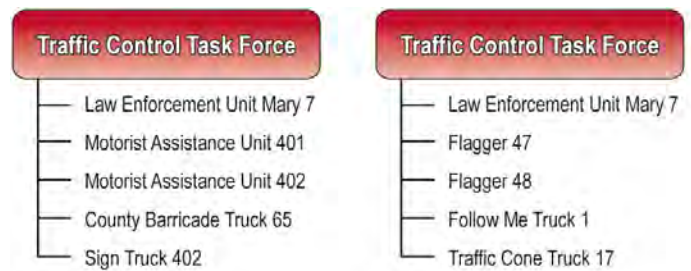 Traffic Control Task Force
Law Enforcement Unit Mary 7
Motorist Assistance Unit 401
Motorist Assistance Unit 402
County Barricade Truck 65
Sign Truck 402
Traffic Control Task Force
Law Enforcement Unit Mary 7
Flagger 47
Flagger 48
Follow Me Truck 1
Traffic Cone Truck 17